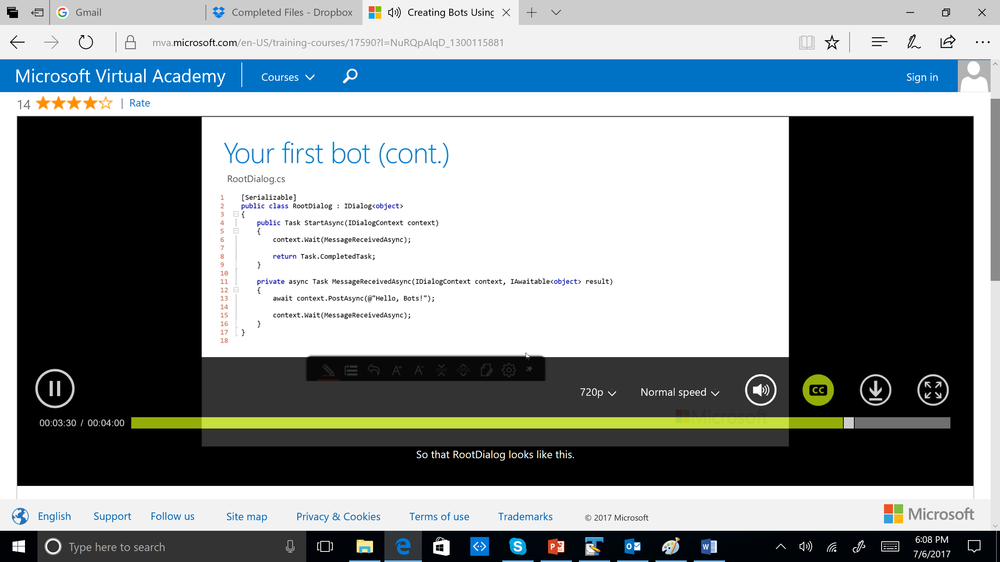 Gmail
Completed Files - Dropbox
Creating Bots Using
mva.microsoft.com/en-US/training-courses/17590?l=NuRQpAlqD_1300115881
Microsoft Virtual Academy
Courses
Sign in
14
| Rate
Your first bot (cont.)
RootDialog.cs
1 [Serializable]
2 public class RootDialog : IDialog<object>
3 {
4 public Task StartAsync(IDialogContext context)
5 {
6 context.Wait(MessageReceivedAsync);
7
8 return Task.CompletedTask;
9 }
10
11 private async Task MessageReceivedAsync(IDialogContext context, IAwaitable<object> result)
12 {
13 await context.PostAsync(@"Hello, Bots!");
14
15 context.Wait(MessageReceivedAsync);
16 }
17 }
18
A+ A- CODE CODE
720p Normal speed CC
Microsoft
00:03:30 / 00:04:00
So that RootDialog looks like this.
English Support Follow us Site map Privacy & Cookies Terms of use Trademarks © 2017 Microsoft Microsoft
Type here to search
6:08 PM
7/6/2017